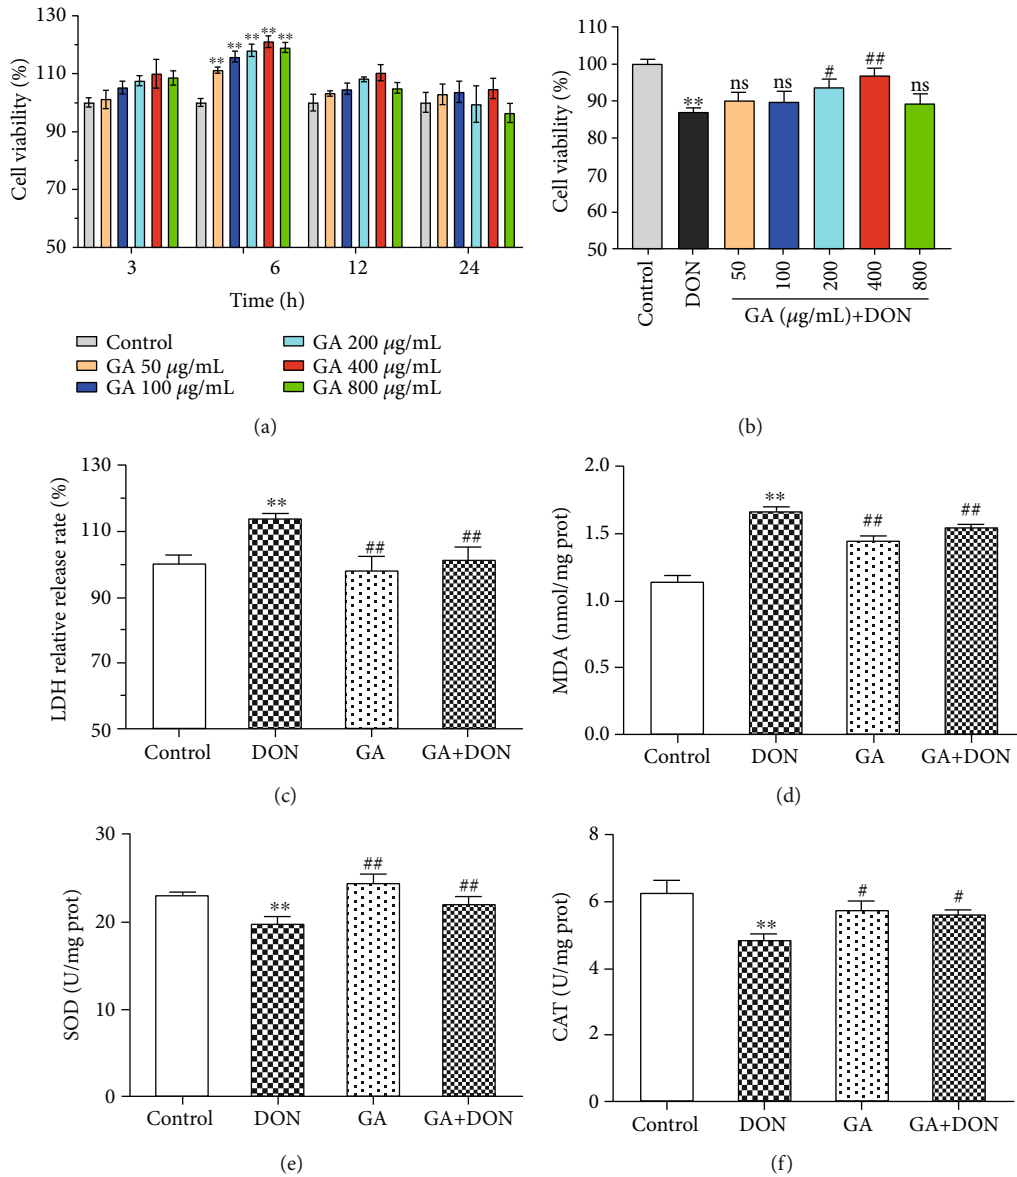 130
110
90
70
50
Cell viability (%)
** ** ** ** **
3 6 12 24
Time (h)
Control
GA 50 μg/mL
GA 100 μg/mL
GA 200 μg/mL
GA 400 μg/mL
GA 800 μg/mL
(a)
110
100
90
80
70
60
50
Cell viability (%)
** ns ns # ## ns
Control DON 50 100 200 400 800
GA (μg/mL)+DON
(b)
130
110
90
70
50
LDH relative release rate (%)
** ## ##
Control DON GA GA+DON
(c)
2.0
1.5
1.0
0.5
0.0
MDA (nmol/mg prot)
** ## ##
Control DON GA GA+DON
(d)
30
20
10
0
SOD (U/mg prot)
** ## ##
Control DON GA GA+DON
(e)
8
6
4
2
0
CAT (U/mg prot)
** # #
Control DON GA GA+DON
(f)